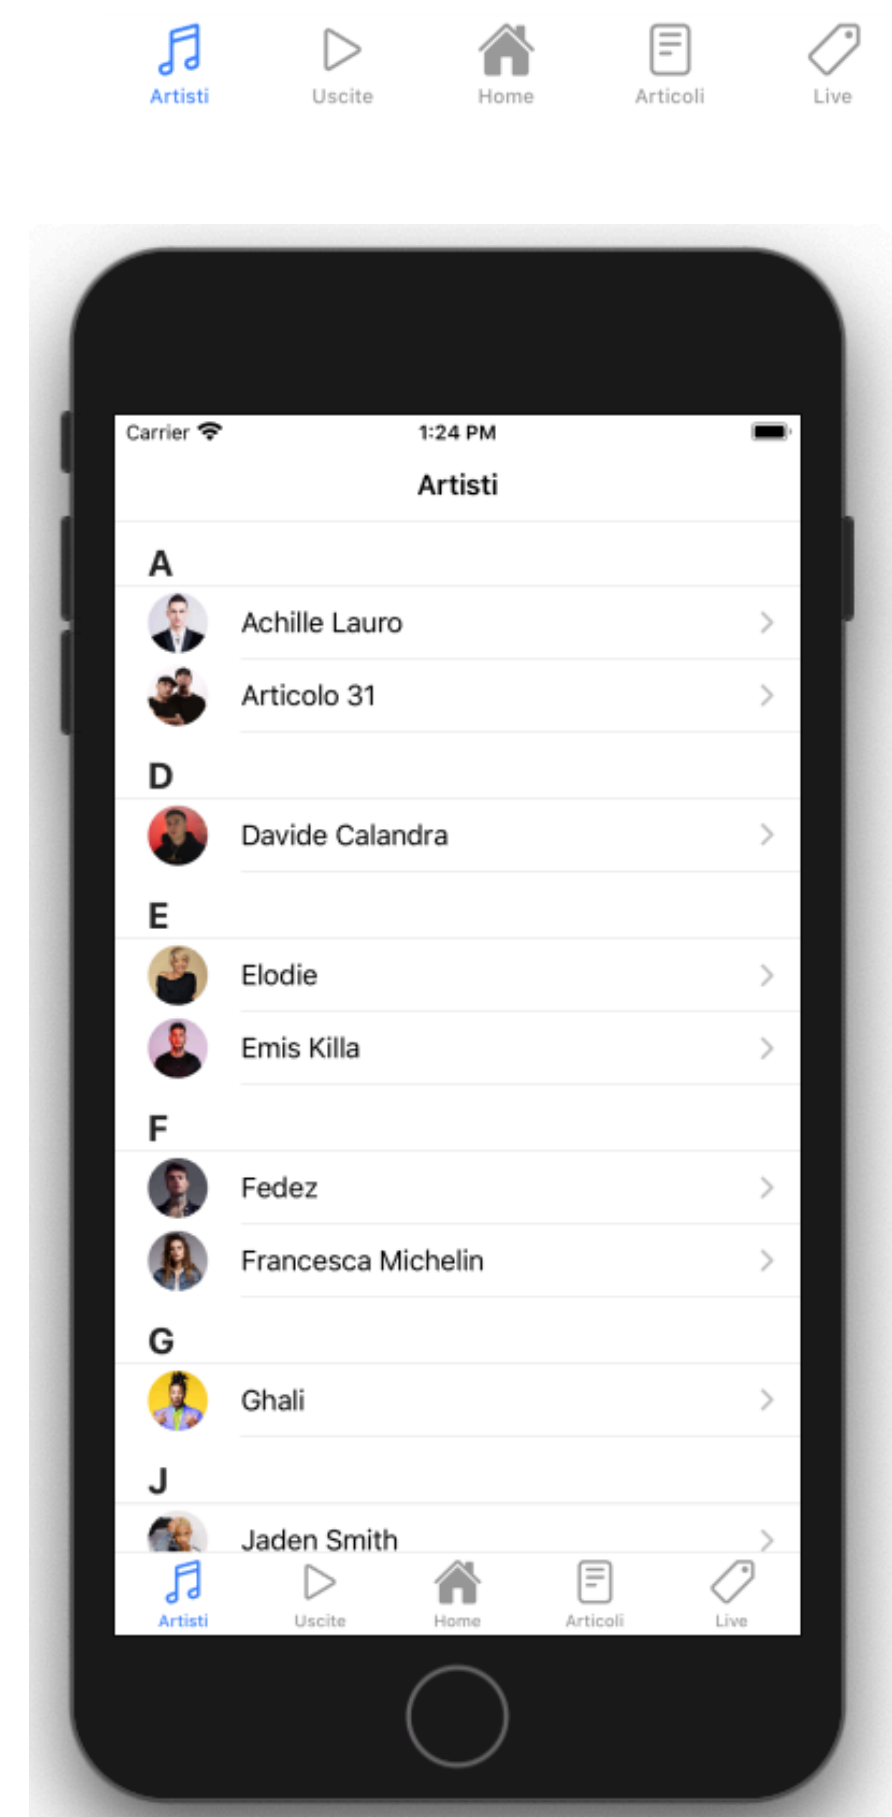 Artisti Uscite Home Articoli Live
Carrier 1:24 PM
Artisti
A
Achille Lauro
Articolo 31
D
Davide Calandra
E
Elodie
Emis Killa
F
Fedez
Francesca Michelin
G
Ghali
J
Jaden Smith
Artisti Uscite Home Articoli Live